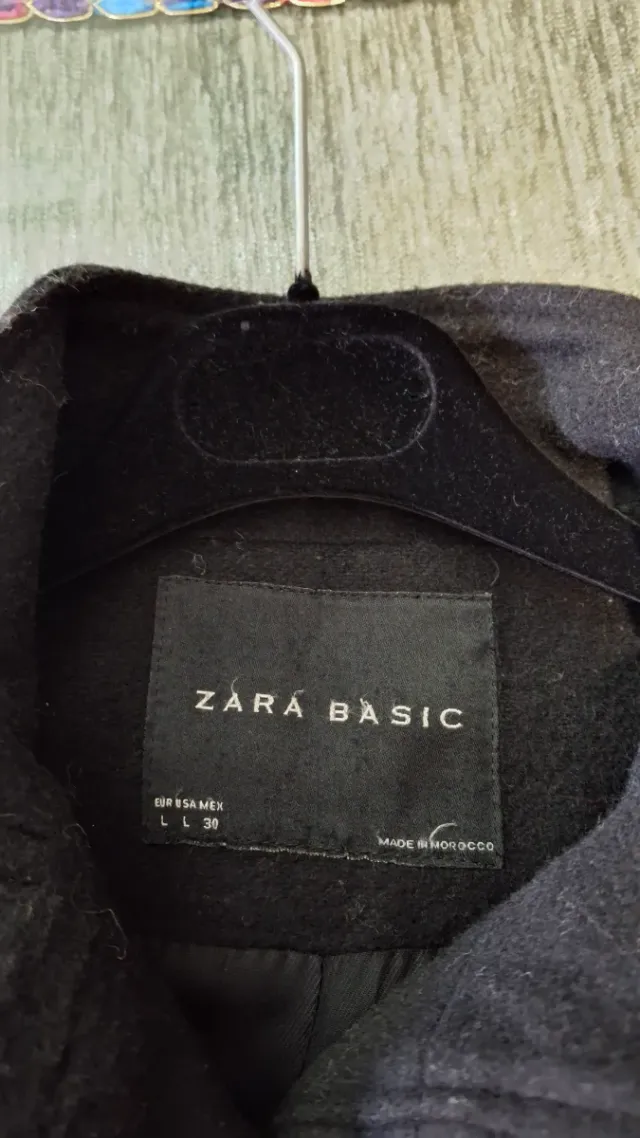 ZARA BASIC
EUR USA MEX
L L 30
MADE IN MOROCCO